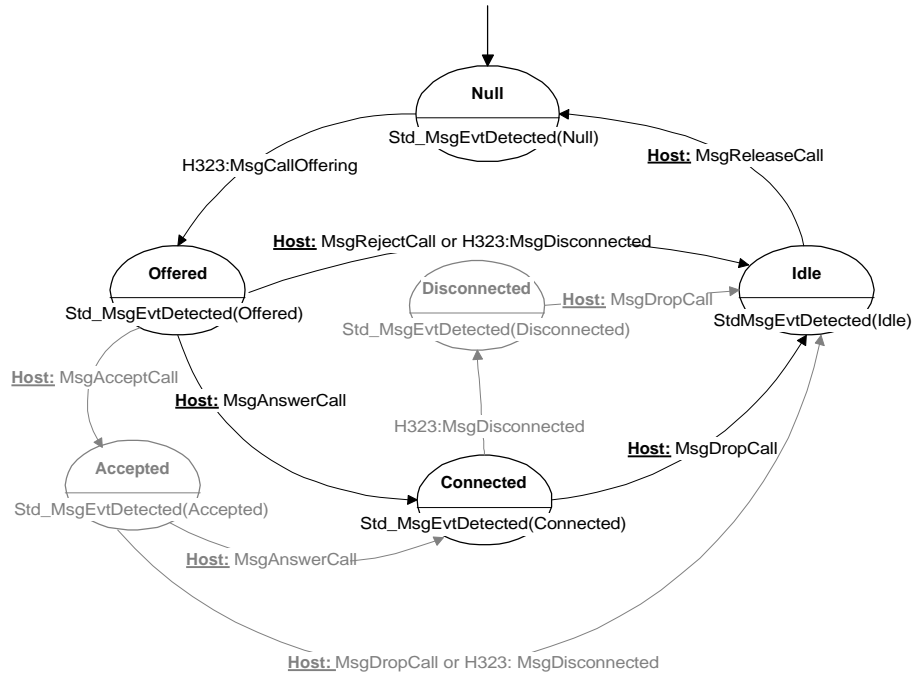 Null
Std_MsgEvtDetected(Null)
Host: MsgReleaseCall
H323:MsgCallOffering
Host: MsgRejectCall or H323:MsgDisconnected
Offered
Std_MsgEvtDetected(Offered)
Disconnected
Std_MsgEvtDetected(Disconnected)
Host: MsgDropCall
Idle
StdMsgEvtDetected(Idle)
Host: MsgAcceptCall
Host: MsgAnswerCall
H323:MsgDisconnected
Host: MsgDropCall
Accepted
Std_MsgEvtDetected(Accepted)
Connected
Std_MsgEvtDetected(Connected)
Host: MsgAnswerCall
Host: MsgDropCall or H323: MsgDisconnected